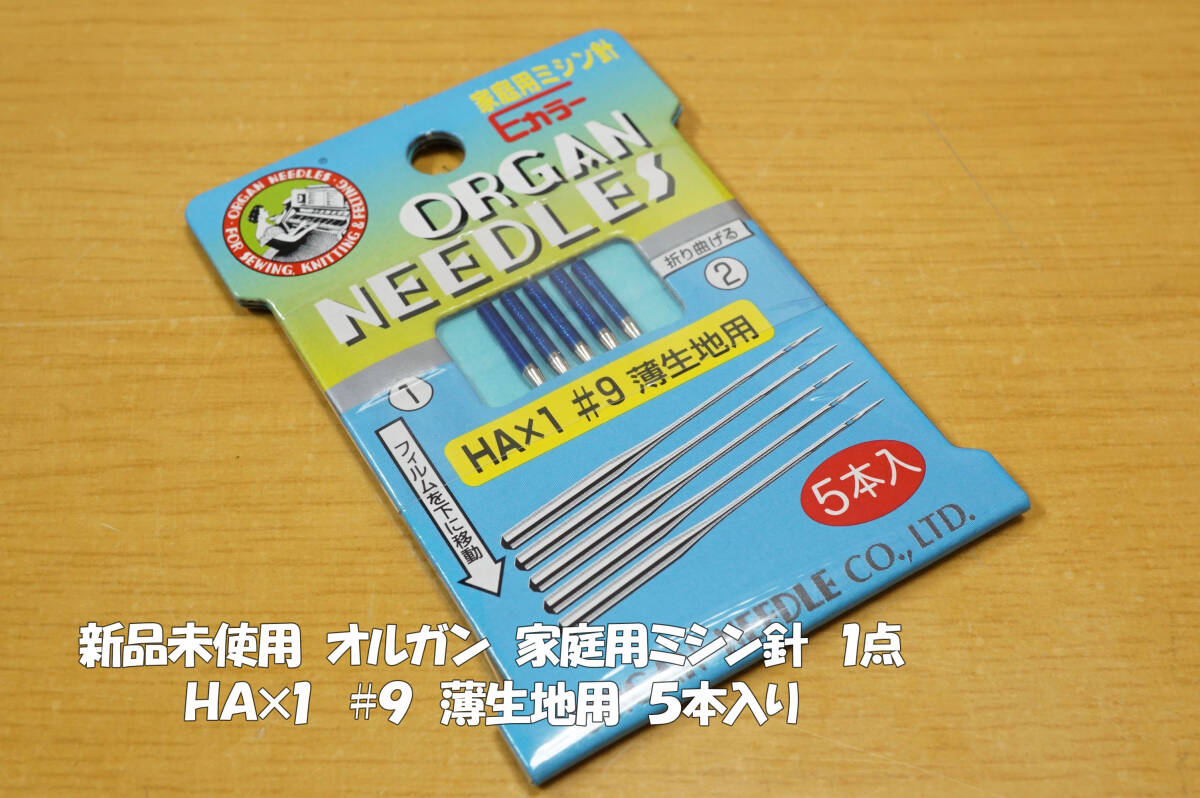 家庭用ミシン針
Eカラー
ORGAN
NEEDLES
ORGAN NEEDLES
FOR SEWING, KNITTING & FELTING
折り曲げる
2
1
フィルムを下に移動
HA×1 #9 薄生地用
5本入
NEEDLE CO., LTD.
新品未使用 オルガン 家庭用ミシン針 1点
HA×1 #9 薄生地用 5本入り